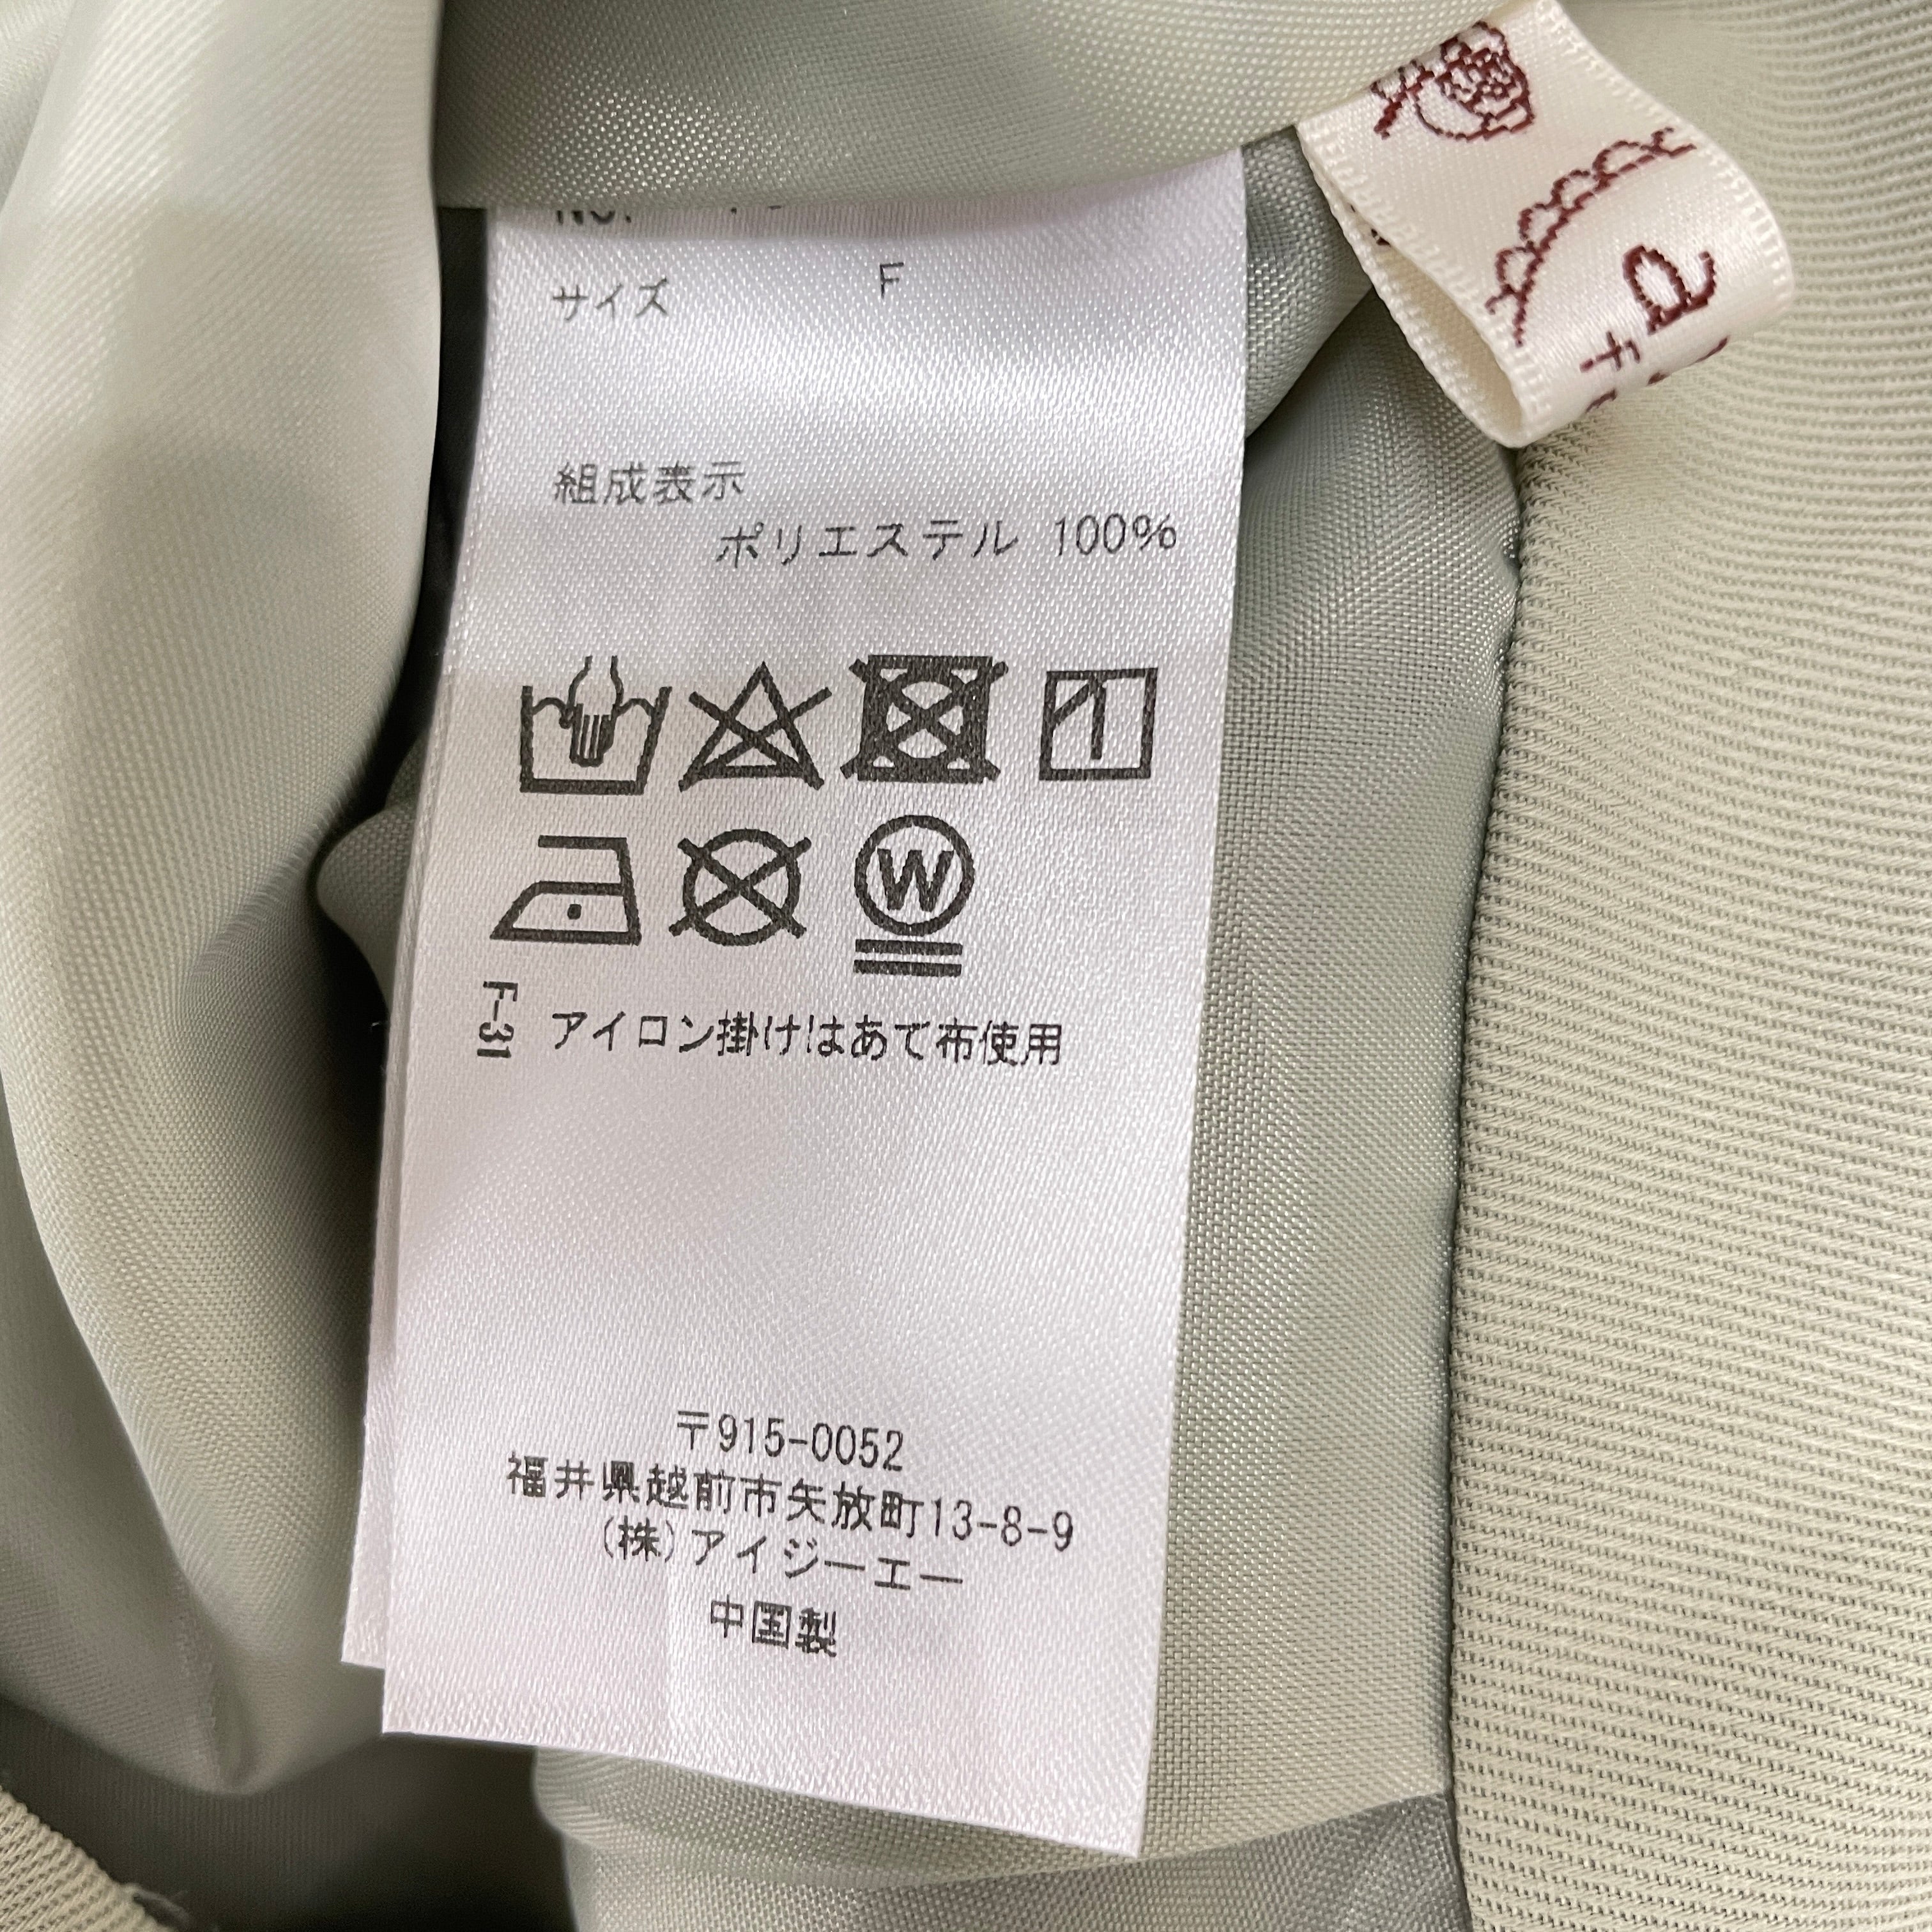 サイズ F
組成表示
ポリエステル 100%
W
F-31
アイロン掛けはあて布使用
〒915-0052
福井県越前市矢放町13-8-9
(株)アイジーエー
中国製
a